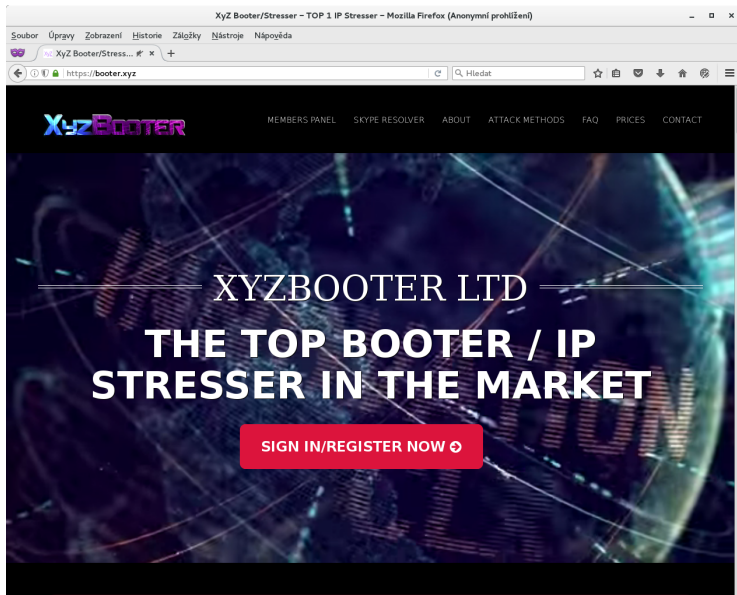 XyZ Booter/Stresser – TOP 1 IP Stresser – Mozilla Firefox (Anonymní prohlížení)
Soubor Úpravy Zobrazení Historie Záložky Nástroje Nápověda
XyZ Booter/Stress...
https://booter.xyz
Hledat
XyzBooter
MEMBERS PANEL SKYPE RESOLVER ABOUT ATTACK METHODS FAQ PRICES CONTACT
XYZBOOTER LTD
THE TOP BOOTER / IP
STRESSER IN THE MARKET
SIGN IN/REGISTER NOW